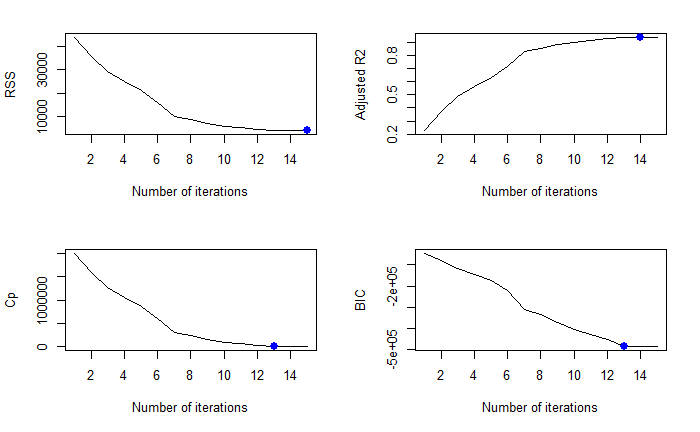 RSS
10000 30000
2 4 6 8 10 12 14
Number of iterations
Adjusted R2
0.2 0.5 0.8
2 4 6 8 10 12 14
Number of iterations
Cp
0 1000000
2 4 6 8 10 12 14
Number of iterations
BIC
-5e+05 -2e+05
2 4 6 8 10 12 14
Number of iterations